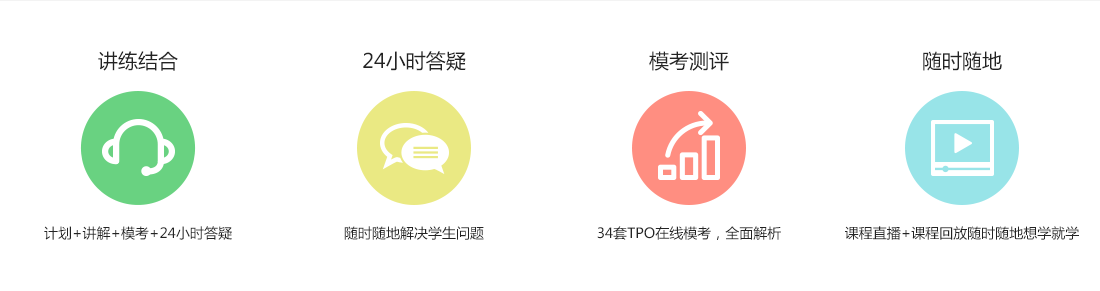 讲练结合
24小时答疑
模考测评
随时随地
计划+讲解+模考+24小时答疑
随时随地解决学生问题
34套TPO在线模考，全面解析
课程直播+课程回放随时随地想学就学